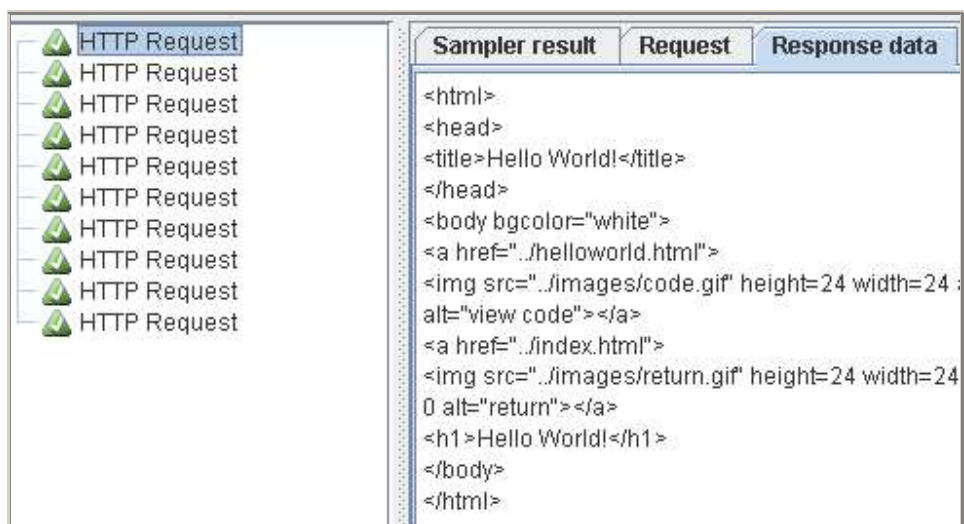 HTTP Request
HTTP Request
HTTP Request
HTTP Request
HTTP Request
HTTP Request
HTTP Request
HTTP Request
HTTP Request
HTTP Request
Sampler result Request Response data
<html>
<head>
<title>Hello World!</title>
</head>
<body bgcolor="white">
<a href="../helloworld.html">
<img src="../images/code.gif" height=24 width=24
alt="view code"></a>
<a href="../index.html">
<img src="../images/return.gif" height=24 width=24
0 alt="return"></a>
<h1>Hello World!</h1>
</body>
</html>